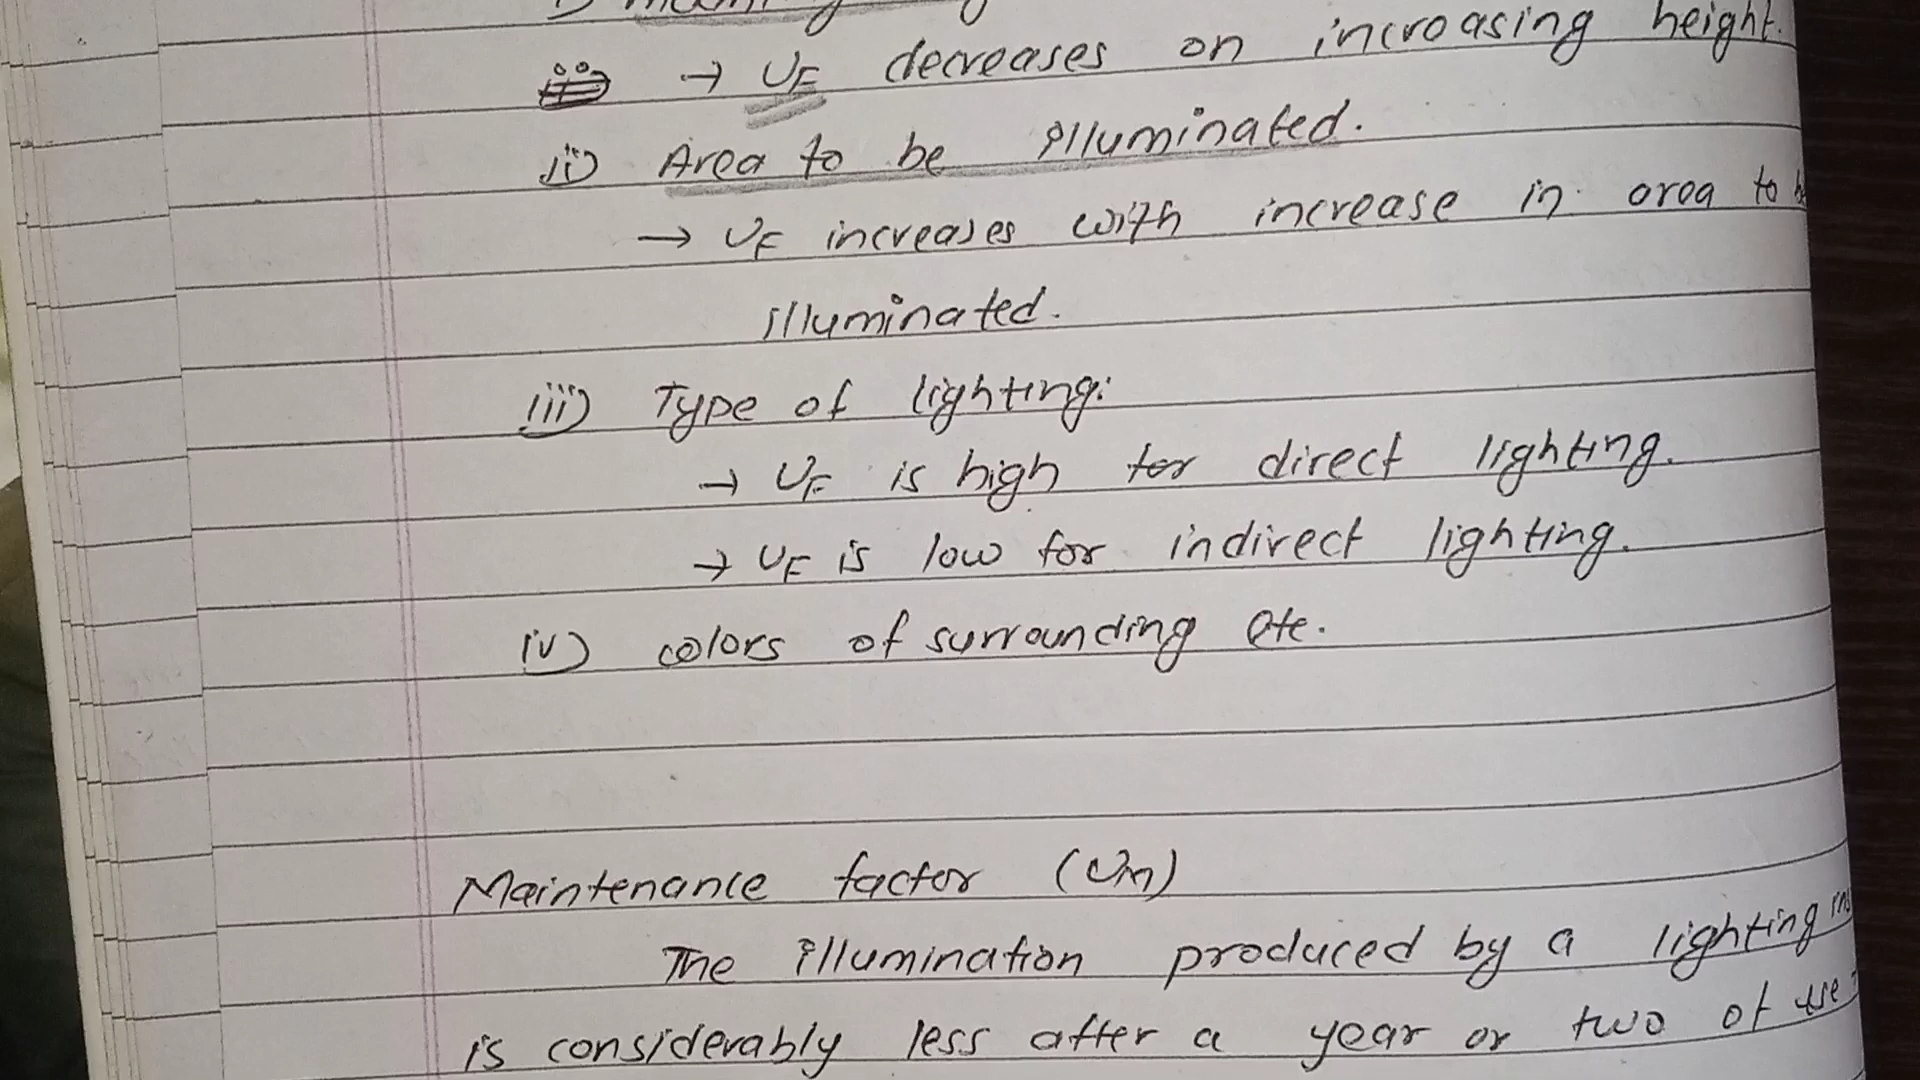 → UF decreases on increasing height.
ii) Area to be illuminated.
→ UF increases with increase in area to
illuminated.
iii) Type of lighting:
→ UF is high for direct lighting.
→ UF is low for indirect lighting.
iv) colors of surrounding etc.
Maintenance factor (Um)
The illumination produced by a lighting
is considerably less after a year or two of use